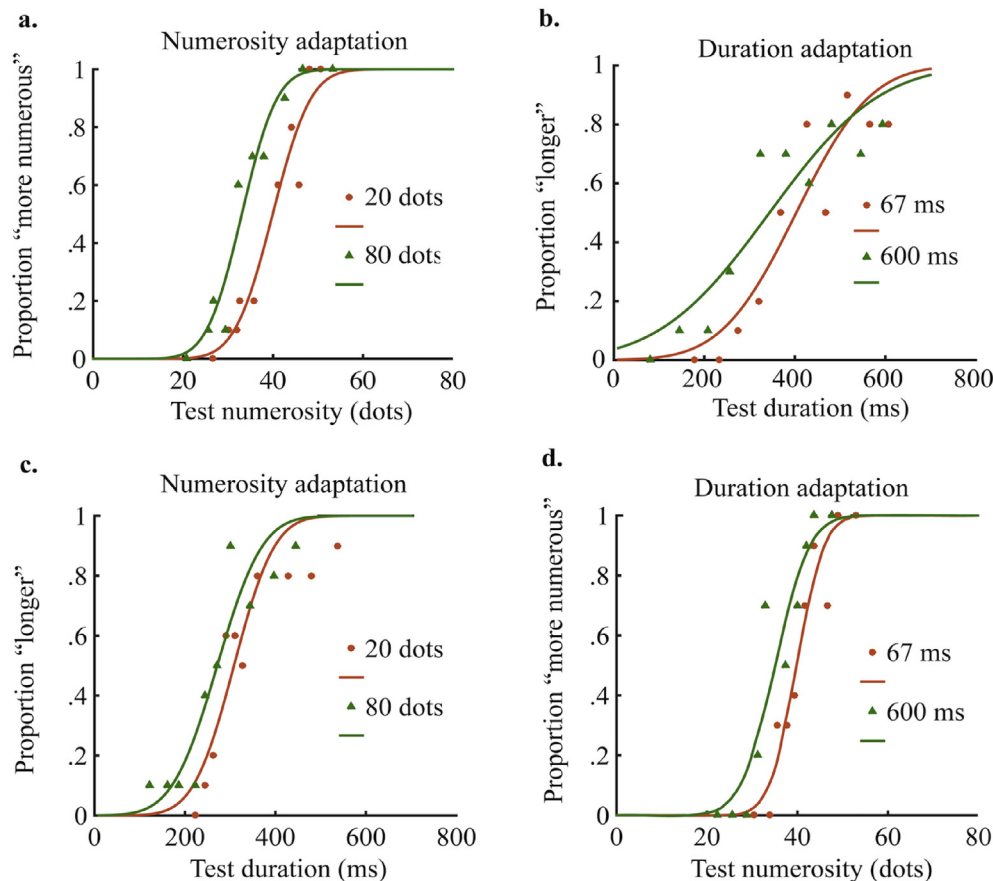 a.
Numerosity adaptation
Proportion “more numerous”
1
.8
.6
.4
.2
0
20 dots
80 dots
0 20 40 60 80
Test numerosity (dots)
b.
Duration adaptation
Proportion “longer”
1
.8
.6
.4
.2
0
67 ms
600 ms
0 200 400 600 800
Test duration (ms)
c.
Numerosity adaptation
Proportion “longer”
1
.8
.6
.4
.2
0
20 dots
80 dots
0 200 400 600 800
Test duration (ms)
d.
Duration adaptation
Proportion “more numerous”
1
.8
.6
.4
.2
0
67 ms
600 ms
0 20 40 60 80
Test numerosity (dots)